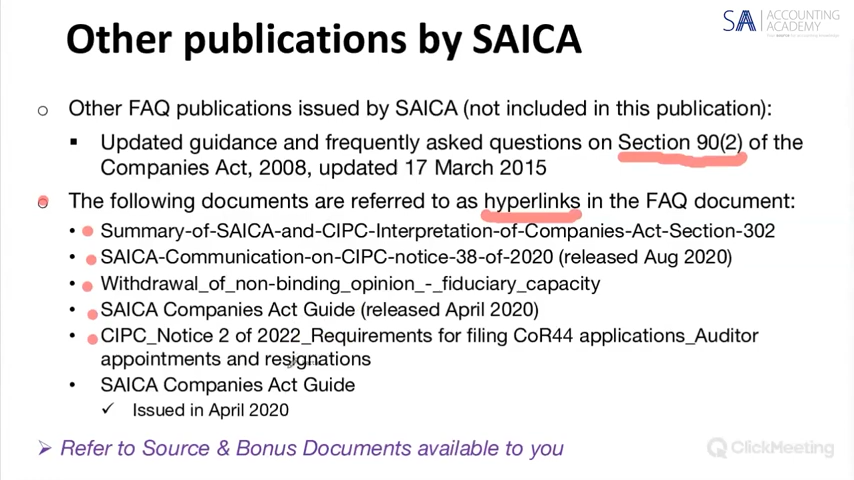 SAA ACCOUNTING
ACADEMY
Other publications by SAICA
o Other FAQ publications issued by SAICA (not included in this publication):
▪ Updated guidance and frequently asked questions on Section 90(2) of the
Companies Act, 2008, updated 17 March 2015
o The following documents are referred to as hyperlinks in the FAQ document:
• Summary-of-SAICA-and-CIPC-Interpretation-of-Companies-Act-Section-302
• SAICA-Communication-on-CIPC-notice-38-of-2020 (released Aug 2020)
• Withdrawal_of_non-binding_opinion_-_fiduciary_capacity
• SAICA Companies Act Guide (released April 2020)
• CIPC_Notice 2 of 2022_Requirements for filing CoR44 applications_Auditor
appointments and resignations
• SAICA Companies Act Guide
✓ Issued in April 2020
➢ Refer to Source & Bonus Documents available to you
ClickMeeting